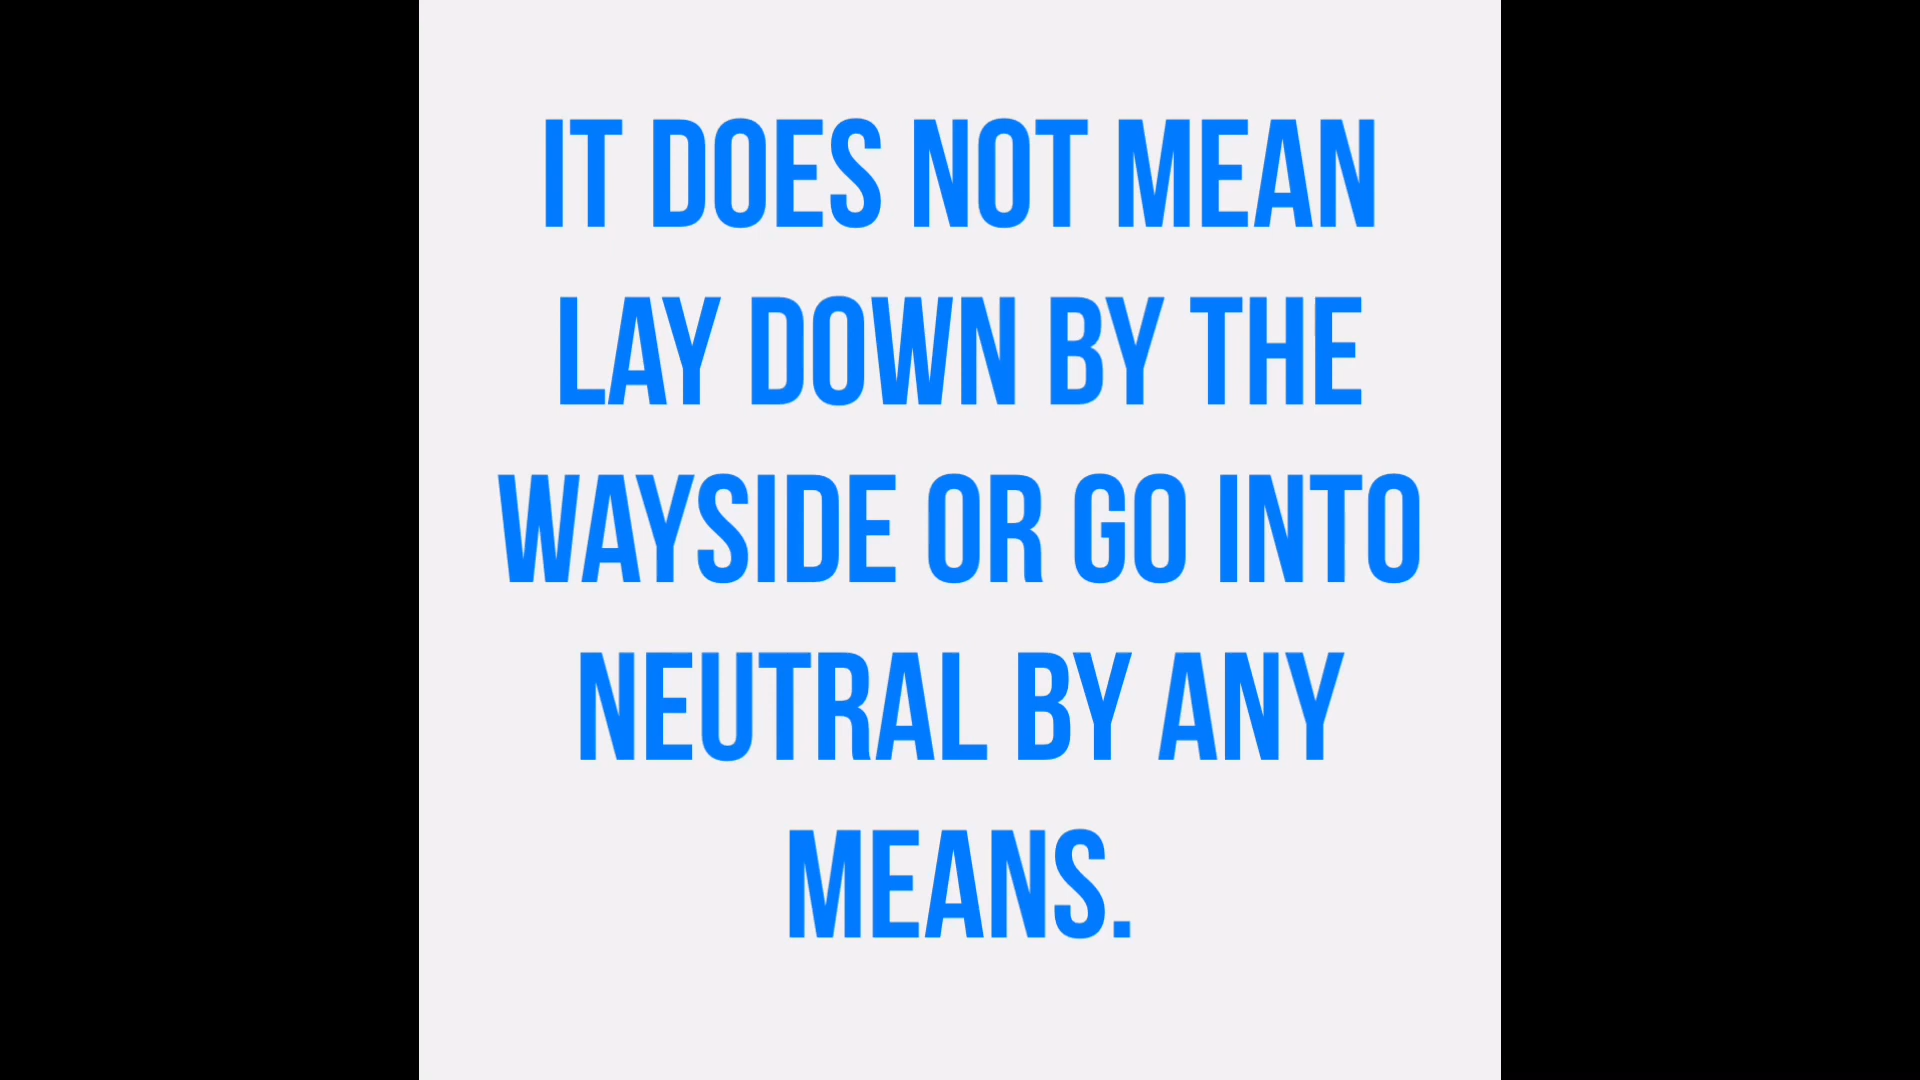 IT DOES NOT MEAN
LAY DOWN BY THE
WAYSIDE OR GO INTO
NEUTRAL BY ANY
MEANS.